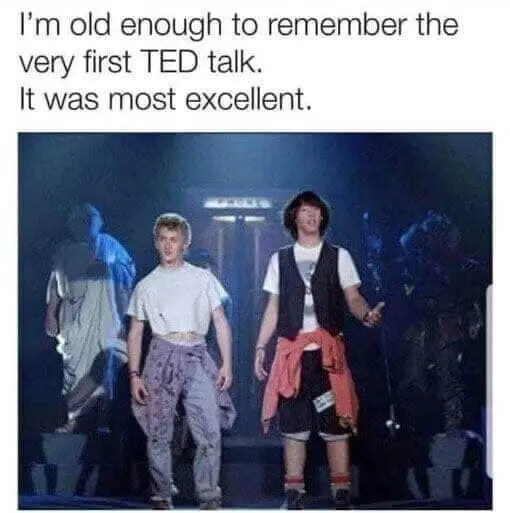 I'm old enough to remember the
very first TED talk.
It was most excellent.